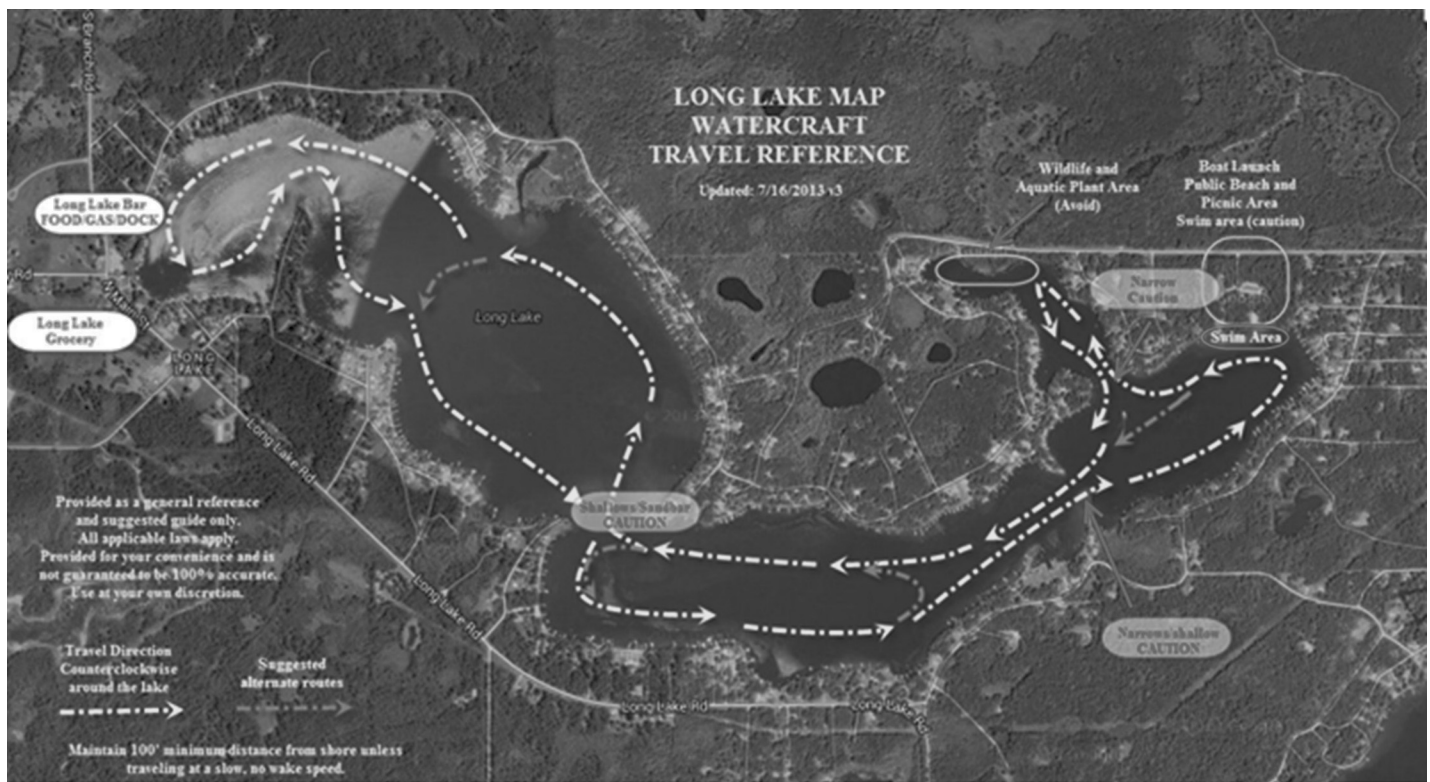 S Branch Rd
LONG LAKE MAP
WATERCRAFT
TRAVEL REFERENCE
Updated: 7/16/2013 v3
Wildlife and
Aquatic Plant Area
(Avoid)
Boat Launch
Public Beach and
Picnic Area
Swim area (caution)
Long Lake Bar
FOOD/GAS/DOCK
Rd
Narrow
Caution
Long Lake
Grocery
Long Lake
Swim Area
LONG
LAKE
Long Lake Rd
Shallows/Sandbar
CAUTION
Provided as a general reference
and suggested guide only.
All applicable laws apply.
Provided for your convenience and is
not guaranteed to be 100% accurate.
Use at your own discretion.
Long Lake Rd
Narrows/shallow
CAUTION
Travel Direction
Counterclockwise
around the lake
Suggested
alternate routes
Long Lake Rd
Long Lake Rd
Maintain 100' minimum distance from shore unless
traveling at a slow, no wake speed.